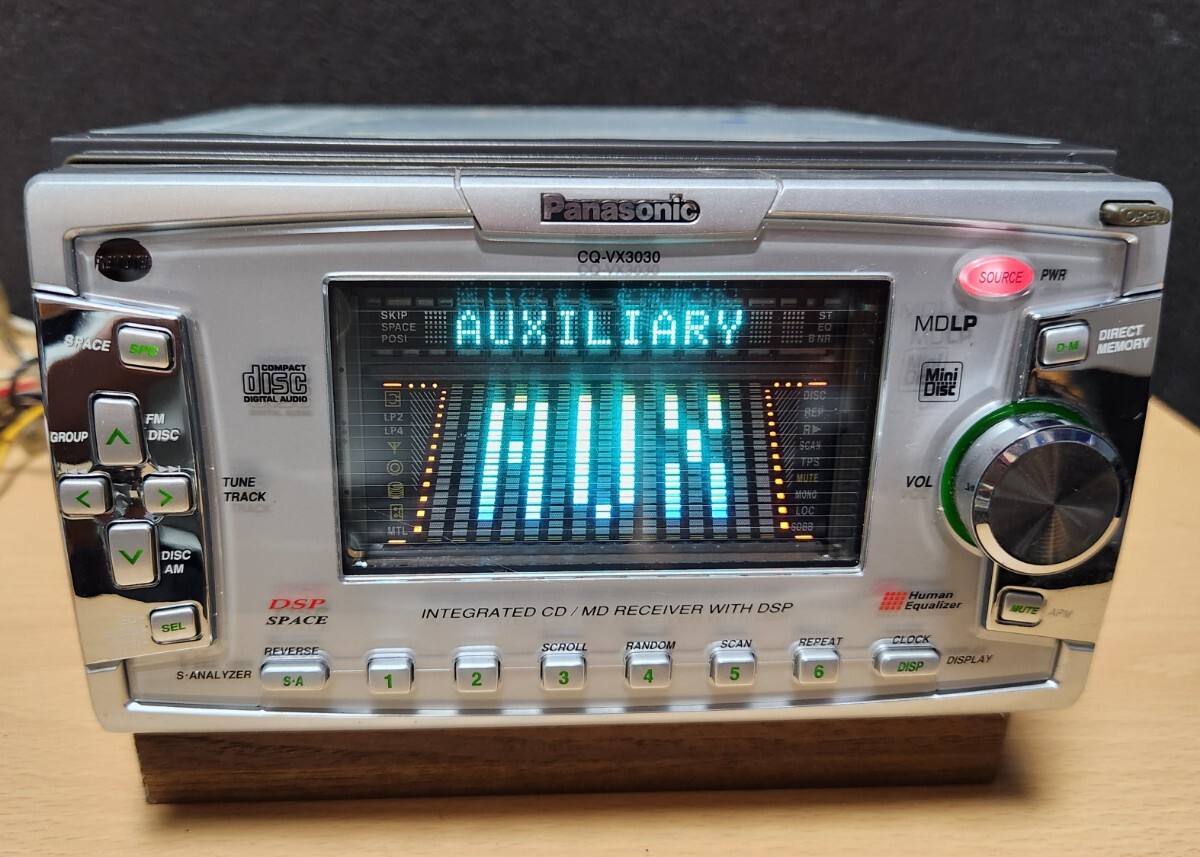 Panasonic
OPEN
CQ-VX3030
SOURCE
PWR
SKIP
SPACE
POSI
AUXILIARY
ST
EQ
B NR
MDLP
SPACE
SPC
DIRECT
MEMORY
D·M
COMPACT
disc
DIGITAL AUDIO
Mini
Disc
AUX
LP2
LP4
MTL
DISC
REP
R▶
SCAN
TPS
MUTE
MONO
LOC
SDBB
FM
DISC
GROUP
∧
<
>
∨
TUNE
TRACK
VOL
DISC
AM
SEL
DSP
SPACE
INTEGRATED CD / MD RECEIVER WITH DSP
Human
Equalizer
MUTE
APM
S·ANALYZER
REVERSE
S·A
1
2
SCROLL
3
RANDOM
4
SCAN
5
REPEAT
6
CLOCK
DISP
DISPLAY